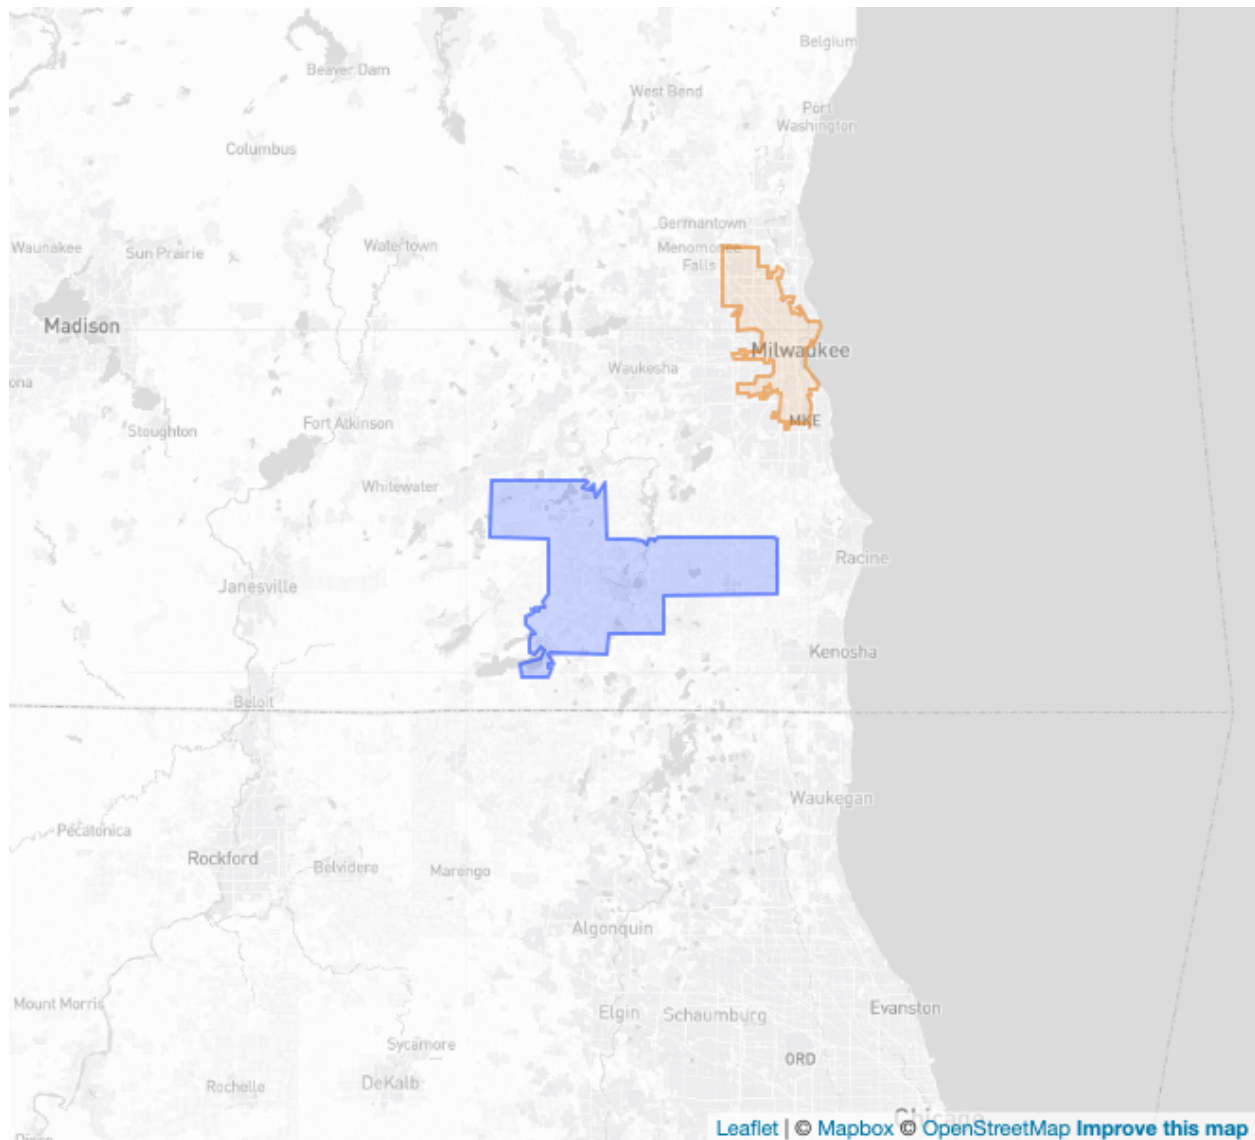 Belgium
Beaver Dam
West Bend
Port
Washington
Columbus
Germantown
Waunakee
Sun Prairie
Watertown
Menomonee
Falls
Madison
Milwaukee
Waukesha
ona
Fort Atkinson
MKE
Stoughton
Whitewater
Racine
Janesville
Kenosha
Beloit
Waukegan
Pecatonica
Rockford
Belvidere
Marengo
Algonquin
Mount Morris
Elgin
Schaumburg
Evanston
Sycamore
ORD
Rochelle
DeKalb
Chicago
Leaflet | © Mapbox © OpenStreetMap Improve this map